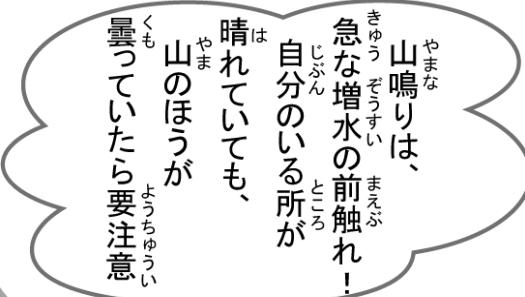 山鳴りは、
急な増水の前触れ！
自分のいる所が
晴れていても、
山のほうが
曇っていたら要注意